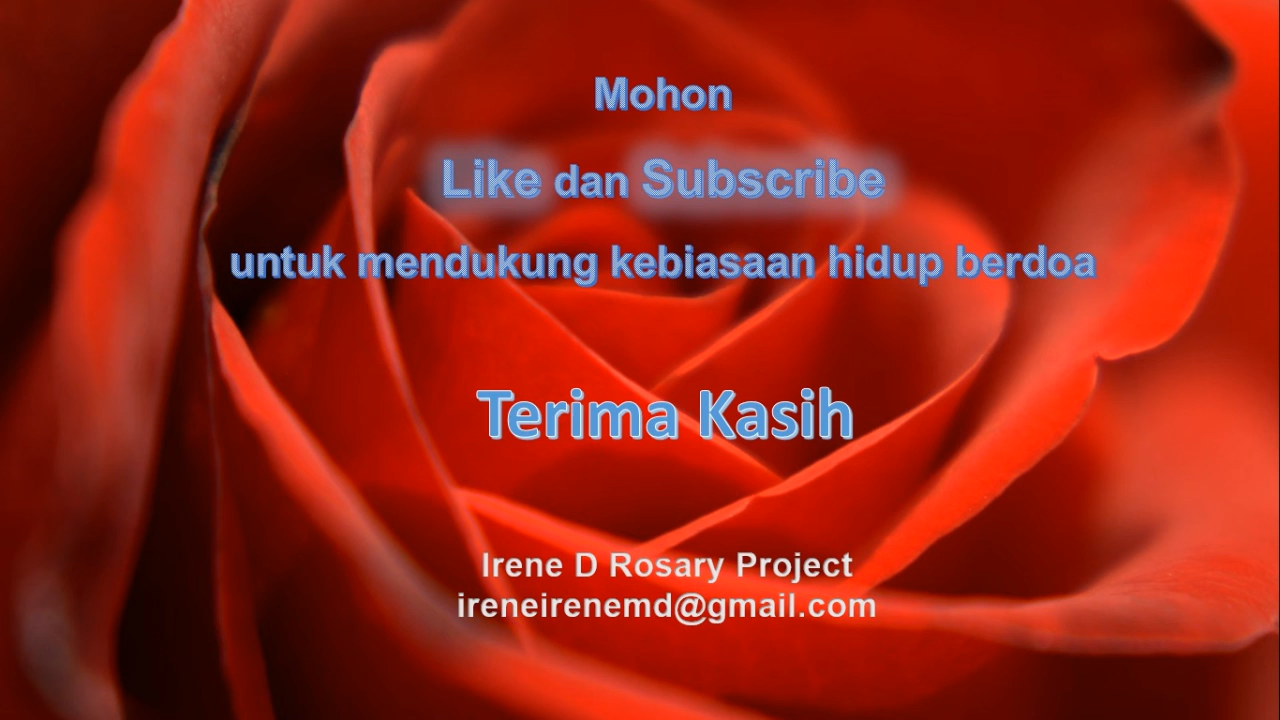 Mohon
Like dan Subscribe
untuk mendukung kebiasaan hidup berdoa
Terima Kasih
Irene D Rosary Project
ireneirenemd@gmail.com